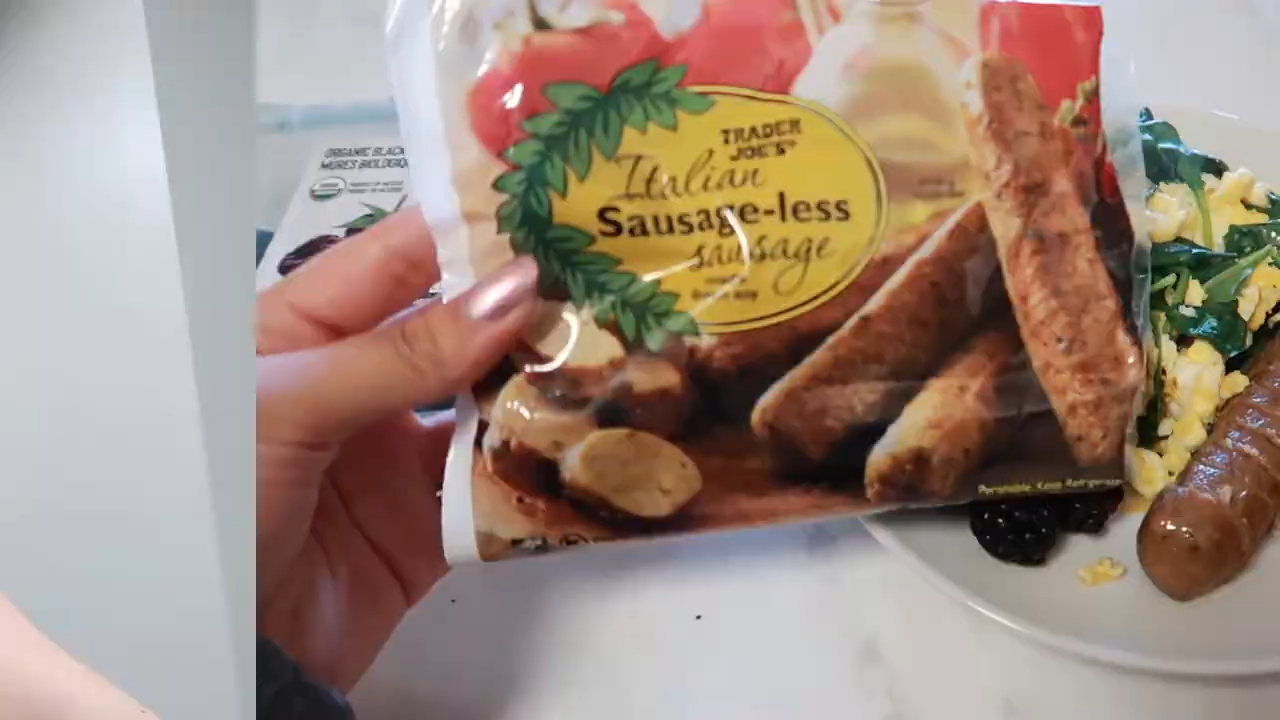 ORGANIC BLACK
MÛRES BIOLOGIQ
TRADER
JOE'S
Italian
Sausage-less
sausage
Perishable. Keep Refrigerated